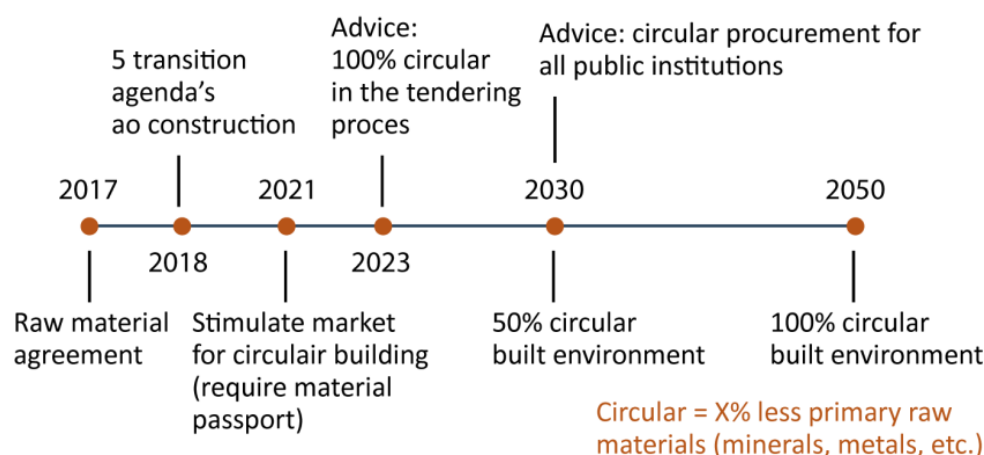 Advice:
100% circular
in the tendering
proces
5 transition
agenda's
ao construction
Advice: circular procurement for
all public institutions
2017
2021
2030
2050
2018
2023
Raw material
agreement
Stimulate market
for circulair building
(require material
passport)
50% circular
built environment
100% circular
built environment
Circular = X% less primary raw
materials (minerals, metals, etc.)